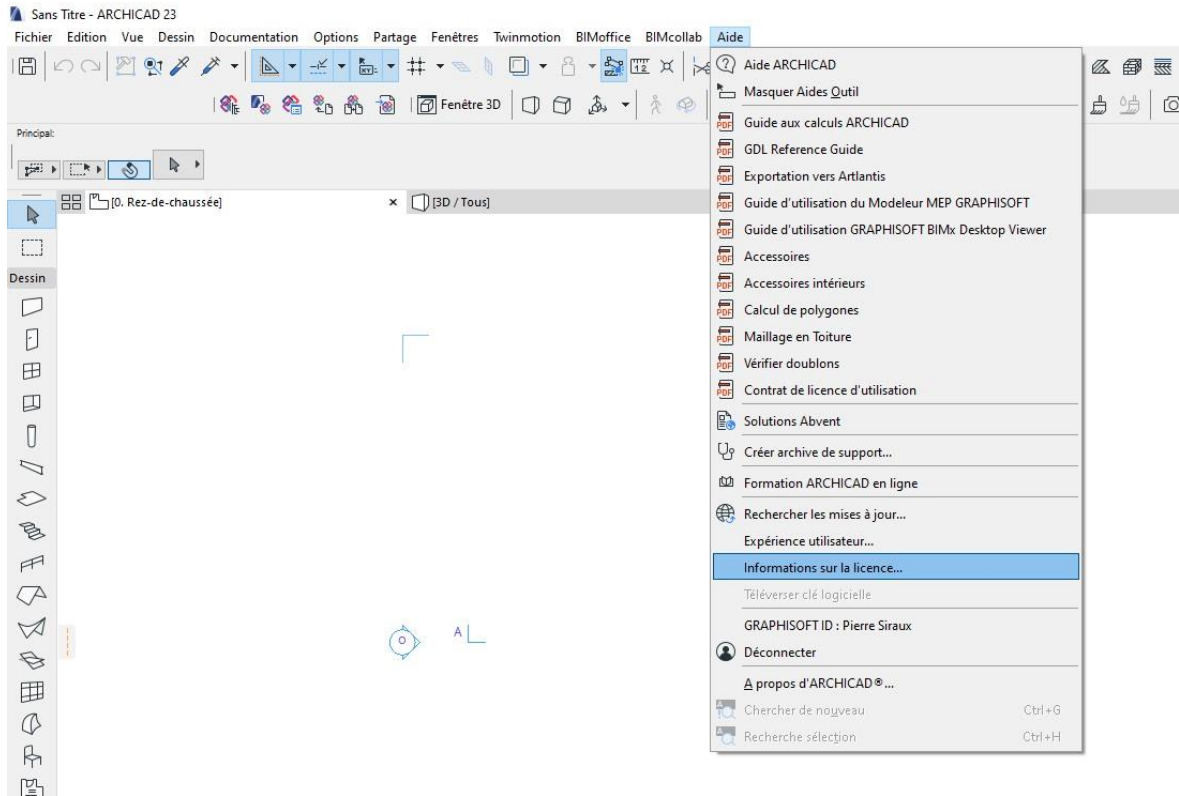 Sans Titre - ARCHICAD 23
Fichier Edition Vue Dessin Documentation Options Partage Fenêtres Twinmotion BIMoffice BIMcollab Aide
Fenêtre 3D
Principal:
[0. Rez-de-chaussée] × [3D / Tous]
Dessin
O
A
Aide ARCHICAD
Masquer Aides Outil
Guide aux calculs ARCHICAD
GDL Reference Guide
Exportation vers Artlantis
Guide d'utilisation du Modeleur MEP GRAPHISOFT
Guide d'utilisation GRAPHISOFT BIMx Desktop Viewer
Accessoires
Accessoires intérieurs
Calcul de polygones
Maillage en Toiture
Vérifier doublons
Contrat de licence d'utilisation
Solutions Abvent
Créer archive de support...
Formation ARCHICAD en ligne
Rechercher les mises à jour...
Expérience utilisateur...
Informations sur la licence...
Téléverser clé logicielle
GRAPHISOFT ID : Pierre Siraux
Déconnecter
A propos d'ARCHICAD®...
Chercher de nouveau Ctrl+G
Recherche sélection Ctrl+H